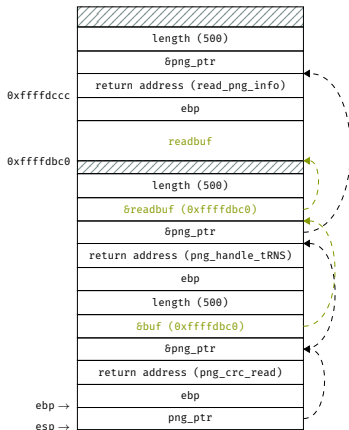 length (500)
&png_ptr
return address (read_png_info)
0xffffdccc
ebp
readbuf
0xffffdbc0
length (500)
&readbuf (0xffffdbc0)
&png_ptr
return address (png_handle_tRNS)
ebp
length (500)
&buf (0xffffdbc0)
&png_ptr
return address (png_crc_read)
ebp
ebp →
png_ptr
esp →